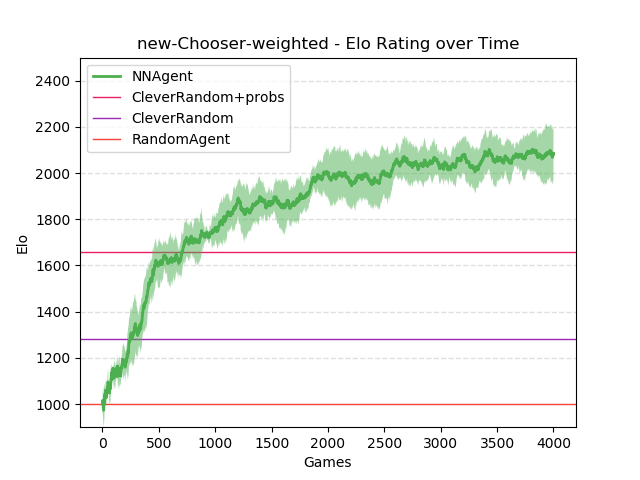 new-Chooser-weighted - Elo Rating over Time
NNAgent
CleverRandom+probs
CleverRandom
RandomAgent
2400
2200
2000
1800
1600
1400
1200
1000
Elo
0 500 1000 1500 2000 2500 3000 3500 4000
Games